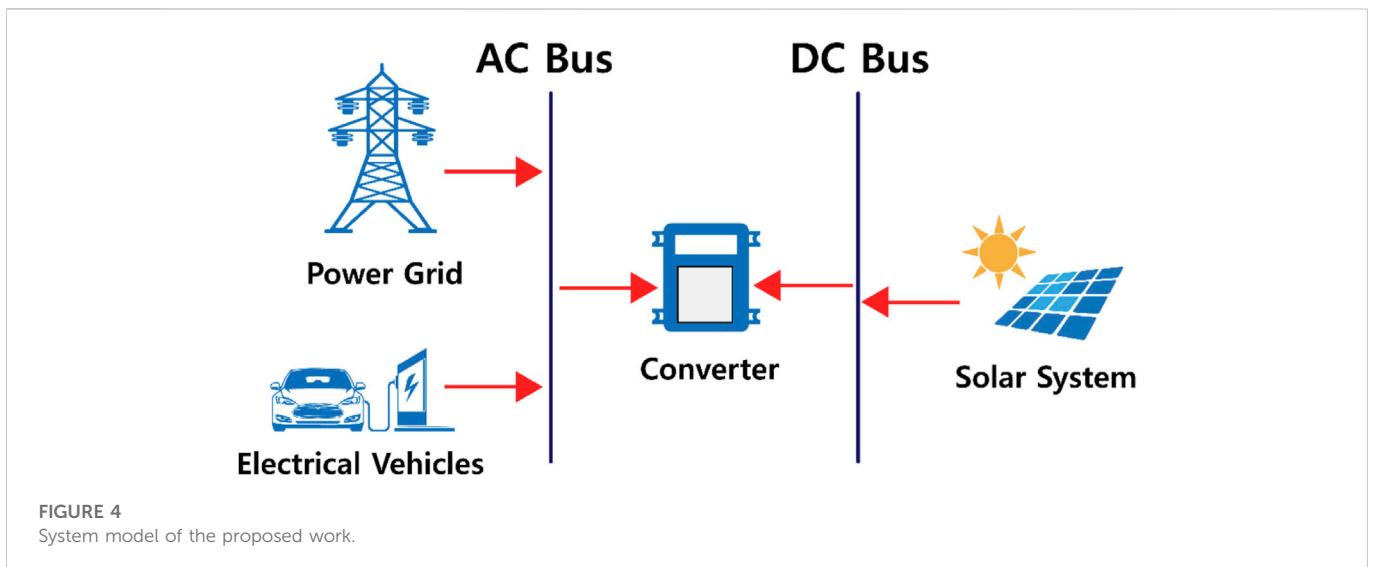 AC Bus
DC Bus
Power Grid
Converter
Solar System
Electrical Vehicles
FIGURE 4
System model of the proposed work.